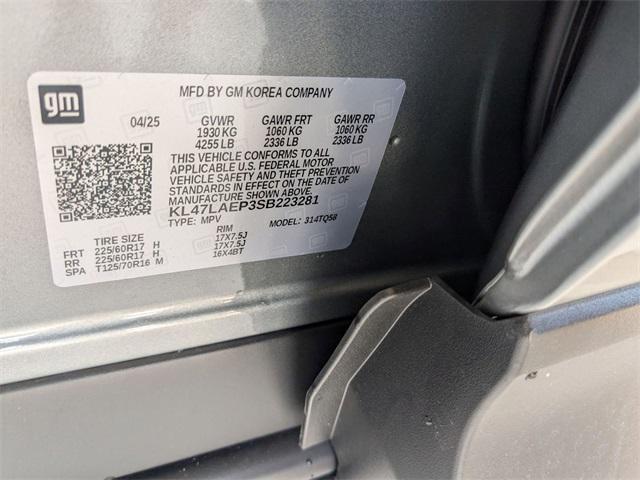 gm
MFD BY GM KOREA COMPANY
04/25 GVWR GAWR FRT GAWR RR
1930 KG 1060 KG 1060 KG
4255 LB 2336 LB 2336 LB
THIS VEHICLE CONFORMS TO ALL
APPLICABLE U.S. FEDERAL MOTOR
VEHICLE SAFETY AND THEFT
PREVENTION STANDARDS IN EFFECT
ON THE DATE OF
MANUFACTURE SHOWN ABOVE.
KL47LAEP3SB223281
TYPE: MPV MODEL: 314TQ58
TIRE SIZE RIM
FRT 225/60R17 H 17X7.5J
RR 225/60R17 H 17X7.5J
SPA T125/70R16 M 16X4BT